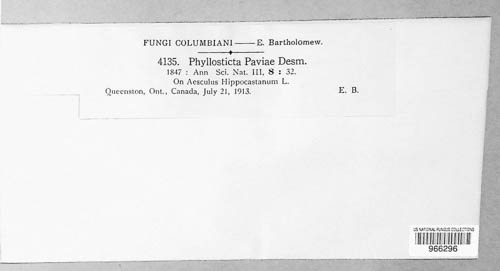 FUNGI COLUMBIANI — E. Bartholomew.
4135. Phyllosticta Paviae Desm.
1847 : Ann Sci. Nat. III, 8 : 32.
On Aesculus Hippocastanum L.
Queenston, Ont., Canada, July 21, 1913. E. B.
US NATIONAL FUNGUS COLLECTIONS
966296